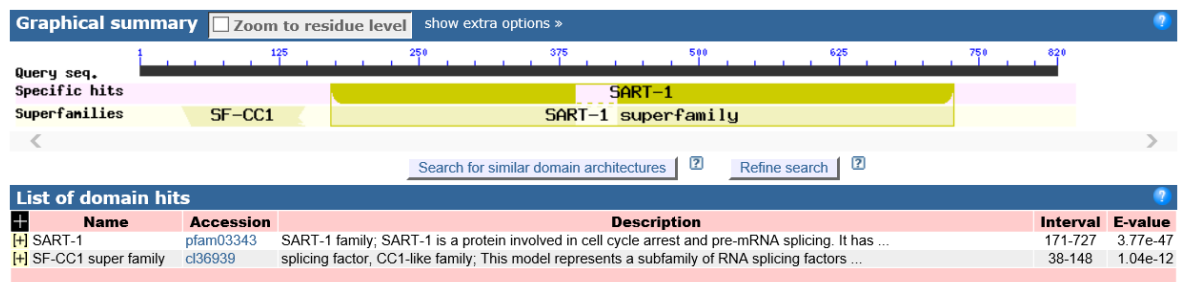 Graphical summary Zoom to residue level show extra options » ?
1 125 250 375 500 625 750 820
Query seq.
Specific hits SART-1
Superfamilies SF-CC1 SART-1 superfamily
Search for similar domain architectures ? Refine search ?
List of domain hits ?
+ Name Accession Description Interval E-value
[+] SART-1 pfam03343 SART-1 family; SART-1 is a protein involved in cell cycle arrest and pre-mRNA splicing. It has ... 171-727 3.77e-47
[+] SF-CC1 super family cl36939 splicing factor, CC1-like family; This model represents a subfamily of RNA splicing factors ... 38-148 1.04e-12